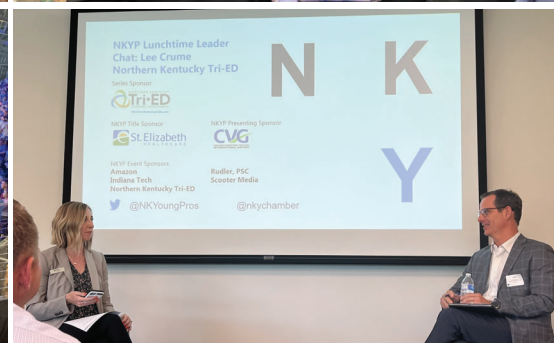 NKYP Lunchtime Leader
Chat: Lee Crume
Northern Kentucky Tri-ED
Series Sponsor
Tri-ED
NKYP Title Sponsor
St. Elizabeth
HEALTHCARE
NKYP Presenting Sponsor
CVG
NKYP Event Sponsors
Amazon
Indiana Tech
Northern Kentucky Tri-ED
Rudler, PSC
Scooter Media
@NKYoungPros
@nkychamber
N K
Y